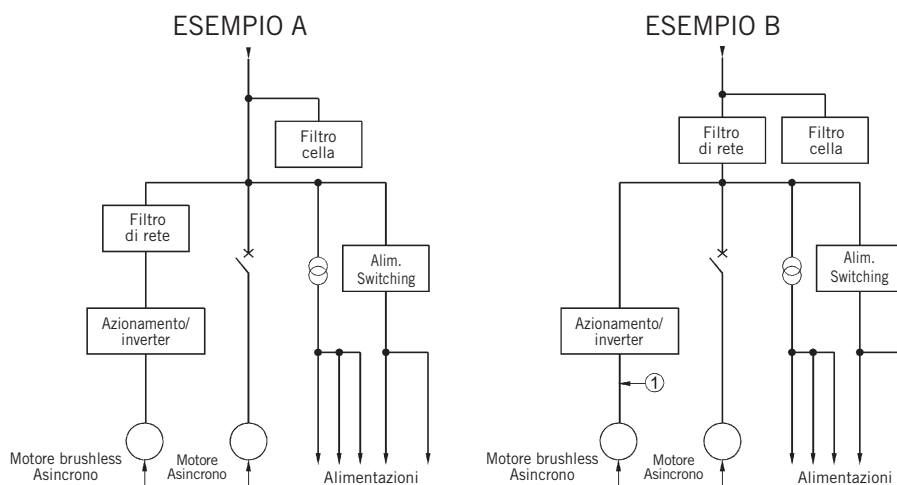 ESEMPIO A
Filtro
cella
Filtro
di rete
Alim.
Switching
Azionamento/
inverter
Motore brushless
Asincrono
Motore
Asincrono
Alimentazioni
ESEMPIO B
Filtro
di rete
Filtro
cella
Alim.
Switching
Azionamento/
inverter
1
Motore brushless
Asincrono
Motore
Asincrono
Alimentazioni